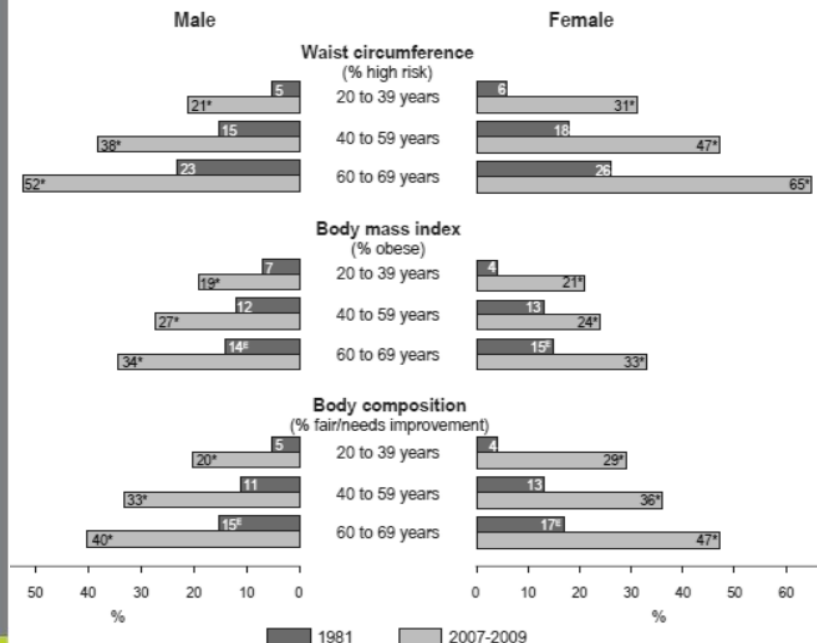 Male Female
Waist circumference
(% high risk)
5 20 to 39 years 6
21* 31*
15 40 to 59 years 18
38* 47*
23 60 to 69 years 26
52* 65*
Body mass index
(% obese)
7 20 to 39 years 4
19* 21*
12 40 to 59 years 13
27* 24*
14ᴱ 60 to 69 years 15ᴱ
34* 33*
Body composition
(% fair/needs improvement)
5 20 to 39 years 4
20* 29*
11 40 to 59 years 13
33* 36*
15ᴱ 60 to 69 years 17ᴱ
40* 47*
50 40 30 20 10 0 0 10 20 30 40 50 60
% %
1981 2007-2009